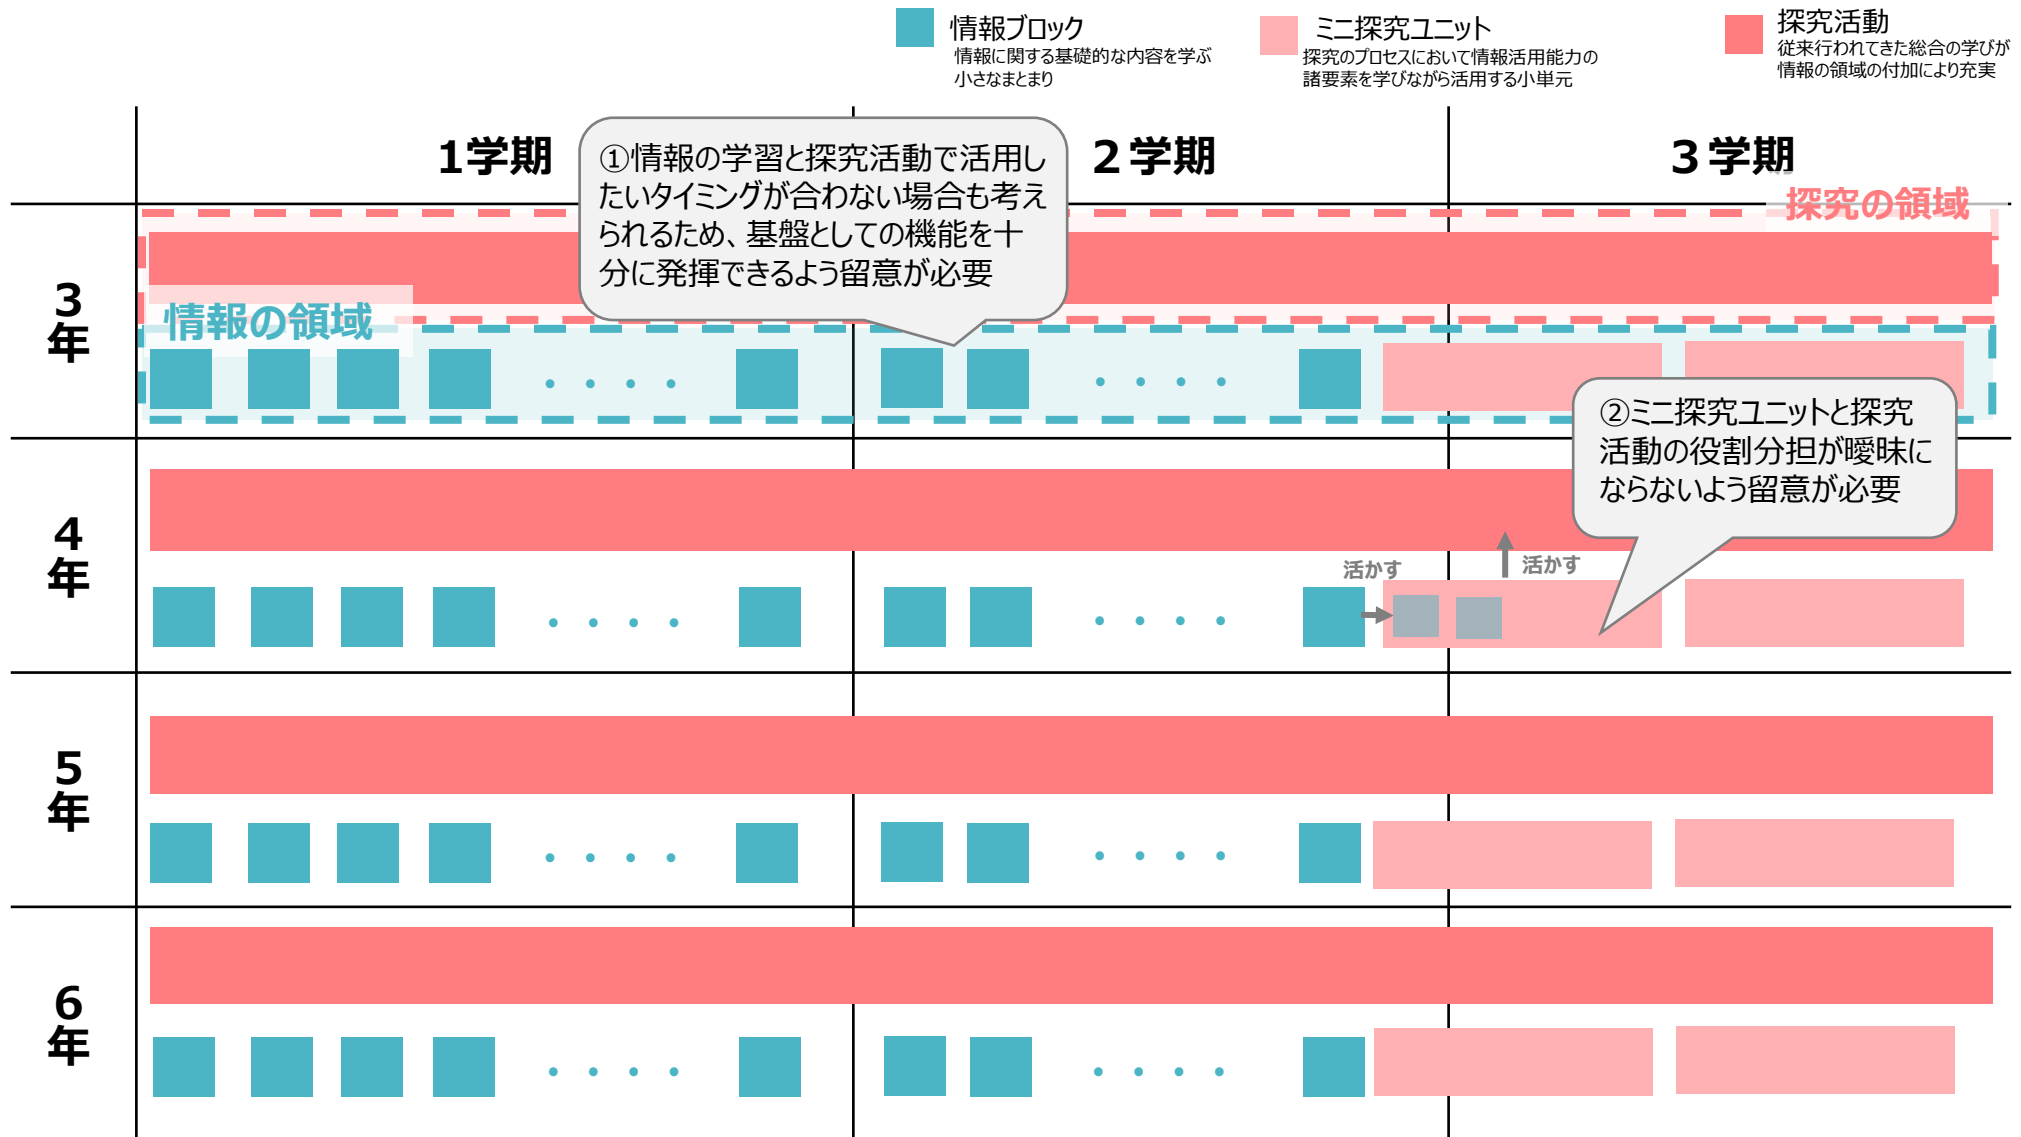 情報ブロック
情報に関する基礎的な内容を学ぶ
小さなまとまり
ミニ探究ユニット
探究のプロセスにおいて情報活用能力の
諸要素を学びながら活用する小単元
探究活動
従来行われてきた総合の学びが
情報の領域の付加により充実
1学期
２学期
３学期
①情報の学習と探究活動で活用し
たいタイミングが合わない場合も考え
られるため、基盤としての機能を十
分に発揮できるよう留意が必要
探究の領域
3
年
情報の領域
・・・・
・・・・
②ミニ探究ユニットと探究
活動の役割分担が曖昧に
ならないよう留意が必要
4
年
活かす
活かす
・・・・
・・・・
5
年
・・・・
・・・・
6
年
・・・・
・・・・